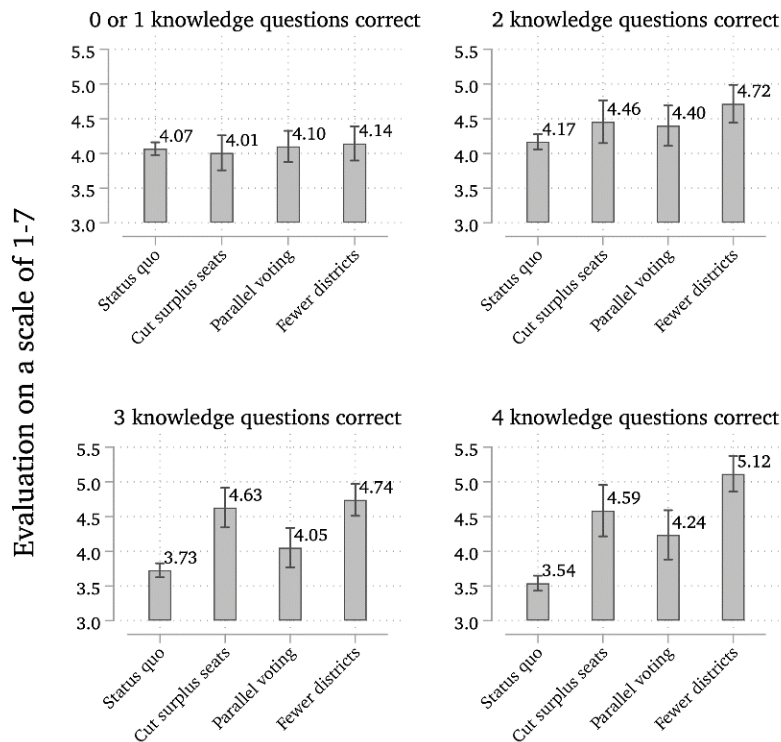 Evaluation on a scale of 1-7
0 or 1 knowledge questions correct
5.5
5.0
4.5
4.0
3.5
3.0
4.07
4.01
4.10
4.14
Status quo
Cut surplus seats
Parallel voting
Fewer districts
2 knowledge questions correct
5.5
5.0
4.5
4.0
3.5
3.0
4.17
4.46
4.40
4.72
Status quo
Cut surplus seats
Parallel voting
Fewer districts
3 knowledge questions correct
5.5
5.0
4.5
4.0
3.5
3.0
3.73
4.63
4.05
4.74
Status quo
Cut surplus seats
Parallel voting
Fewer districts
4 knowledge questions correct
5.5
5.0
4.5
4.0
3.5
3.0
3.54
4.59
4.24
5.12
Status quo
Cut surplus seats
Parallel voting
Fewer districts